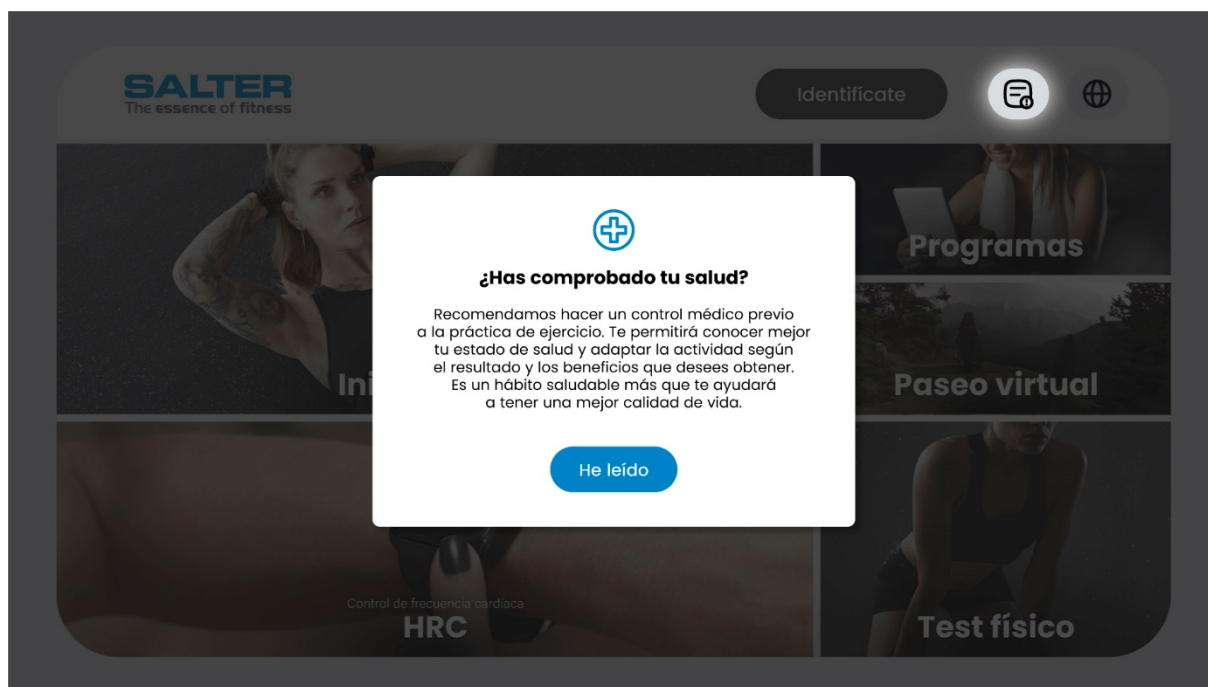 SALTER
The essence of fitness
Identifícate
Programas
¿Has comprobado tu salud?
Recomendamos hacer un control médico previo
a la práctica de ejercicio. Te permitirá conocer mejor
tu estado de salud y adaptar la actividad según
el resultado y los beneficios que desees obtener.
Es un hábito saludable más que te ayudará
a tener una mejor calidad de vida.
He leído
Paseo virtual
Control de frecuencia cardíaca
HRC
Test físico